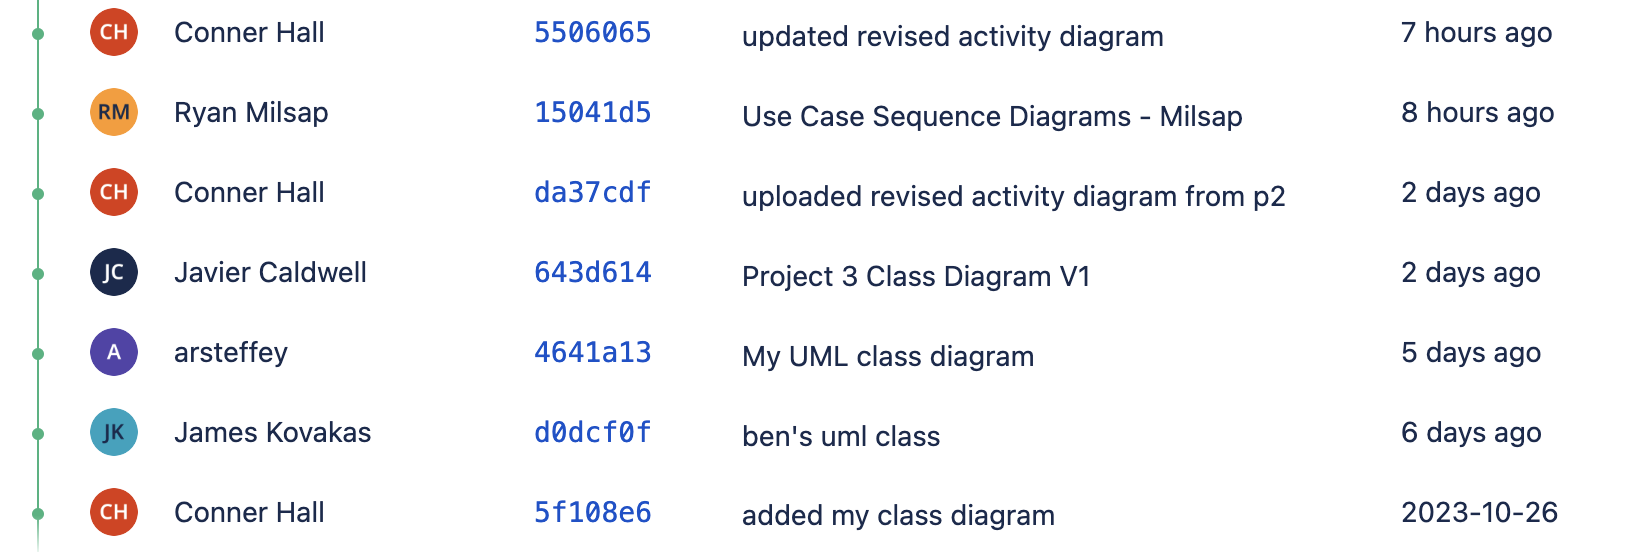 CH Conner Hall 5506065 updated revised activity diagram 7 hours ago
RM Ryan Milsap 15041d5 Use Case Sequence Diagrams - Milsap 8 hours ago
CH Conner Hall da37cdf uploaded revised activity diagram from p2 2 days ago
JC Javier Caldwell 643d614 Project 3 Class Diagram V1 2 days ago
A arsteffey 4641a13 My UML class diagram 5 days ago
JK James Kovakas d0dcf0f ben's uml class 6 days ago
CH Conner Hall 5f108e6 added my class diagram 2023-10-26